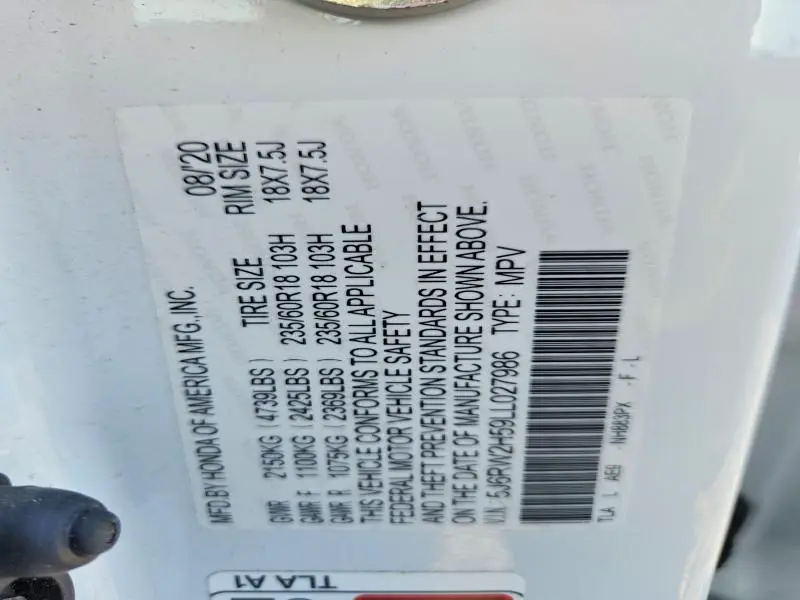 MFD.BY HONDA OF AMERICA MFG.,INC. 08/'20
TIRE SIZE RIM SIZE
GVWR 2150KG ( 4739LBS )
GAWR F 1100KG ( 2425LBS ) 235/60R18 103H 18X7.5J
GAWR R 1075KG ( 2369LBS ) 235/60R18 103H 18X7.5J
THIS VEHICLE CONFORMS TO ALL APPLICABLE
FEDERAL MOTOR VEHICLE SAFETY
AND THEFT PREVENTION STANDARDS IN EFFECT
ON THE DATE OF MANUFACTURE SHOWN ABOVE.
V.I.N.: 5J6RW2H59LL027986 TYPE: MPV
TLA L AE9 NH883PX -F-L
TLA A1